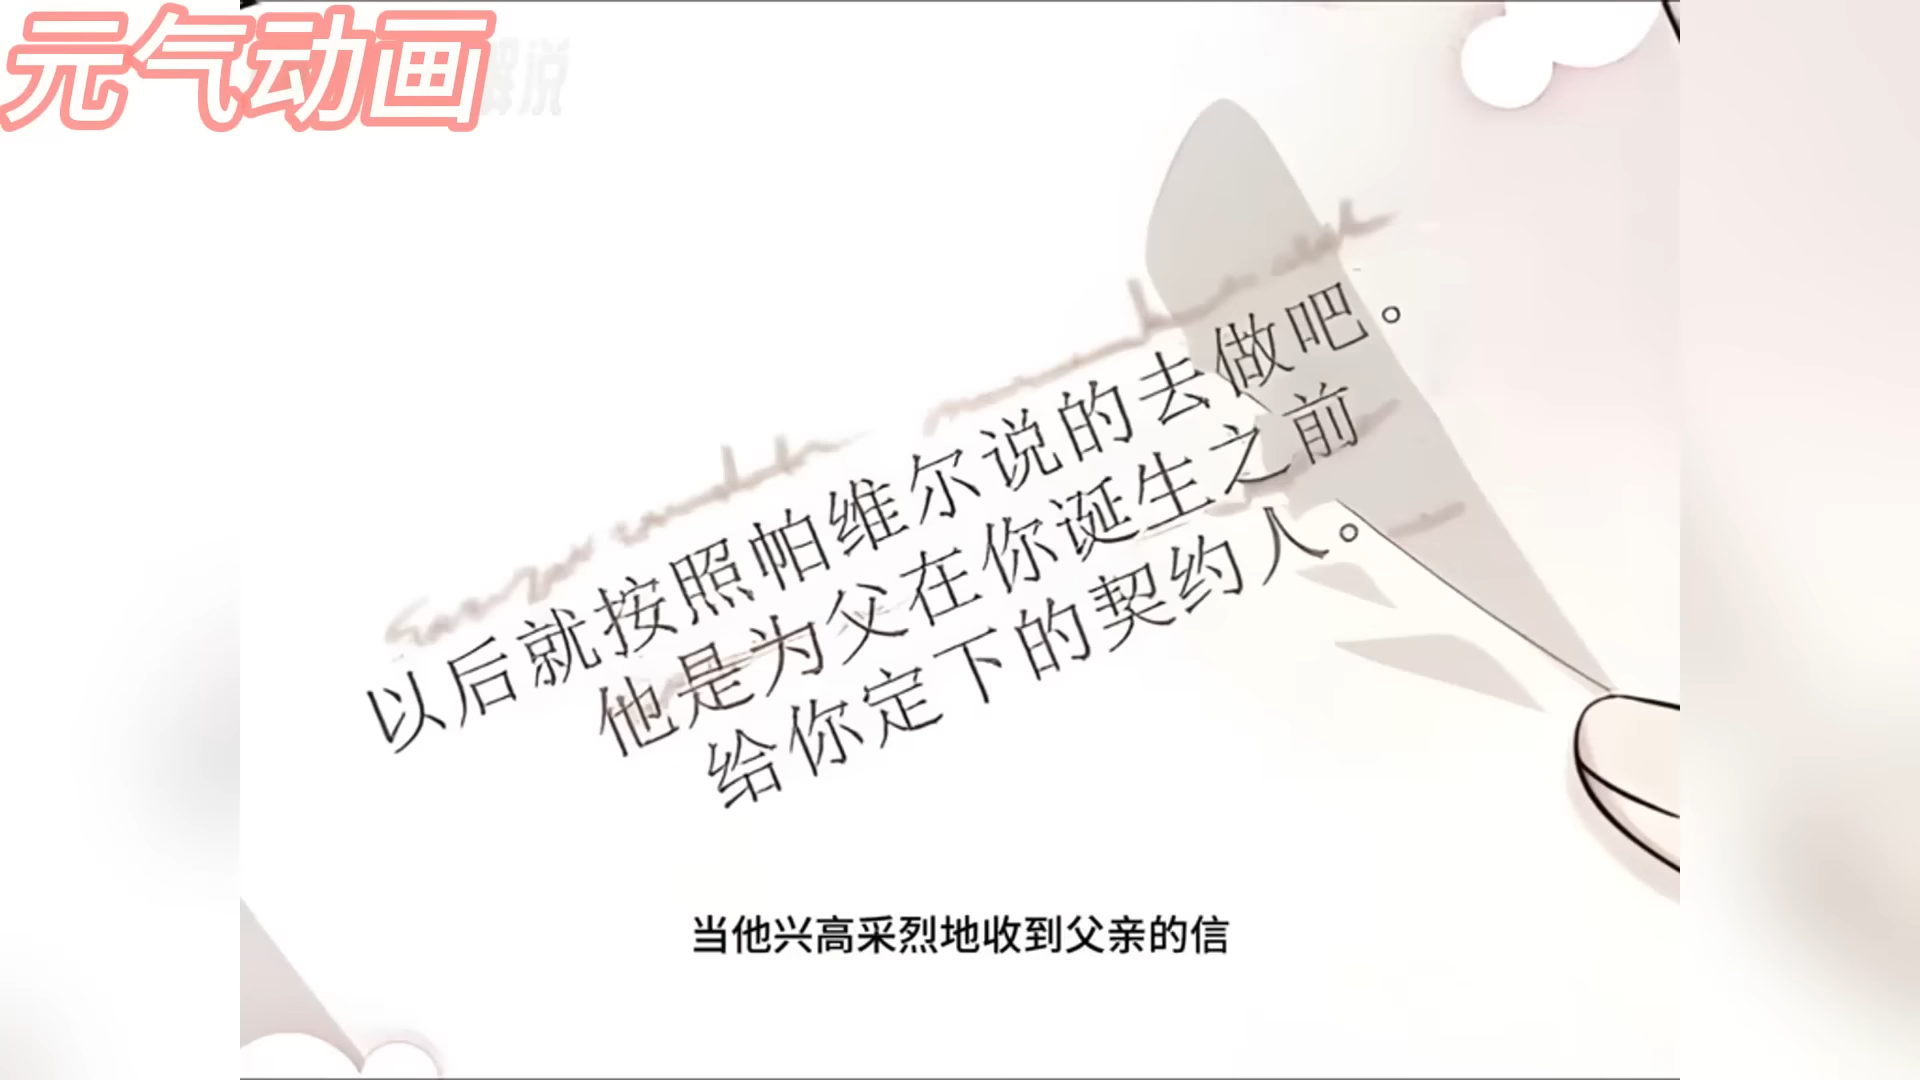 元气动画
解说
以后就按照帕维尔说的去做吧。
他是为父在你诞生之前
给你定下的契约人。
当他兴高采烈地收到父亲的信